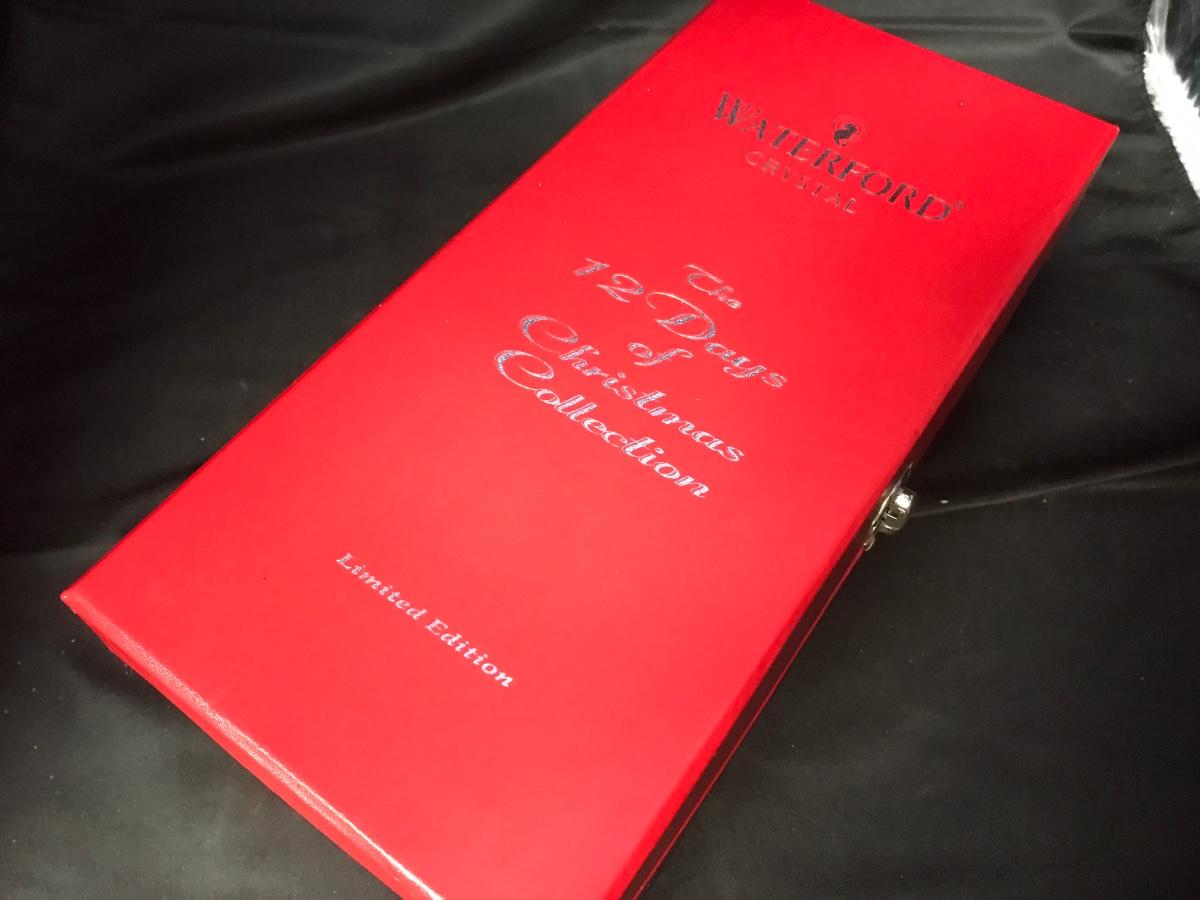 WATERFORD®
CRYSTAL
The
12 Days
of
Christmas
Collection
Limited Edition